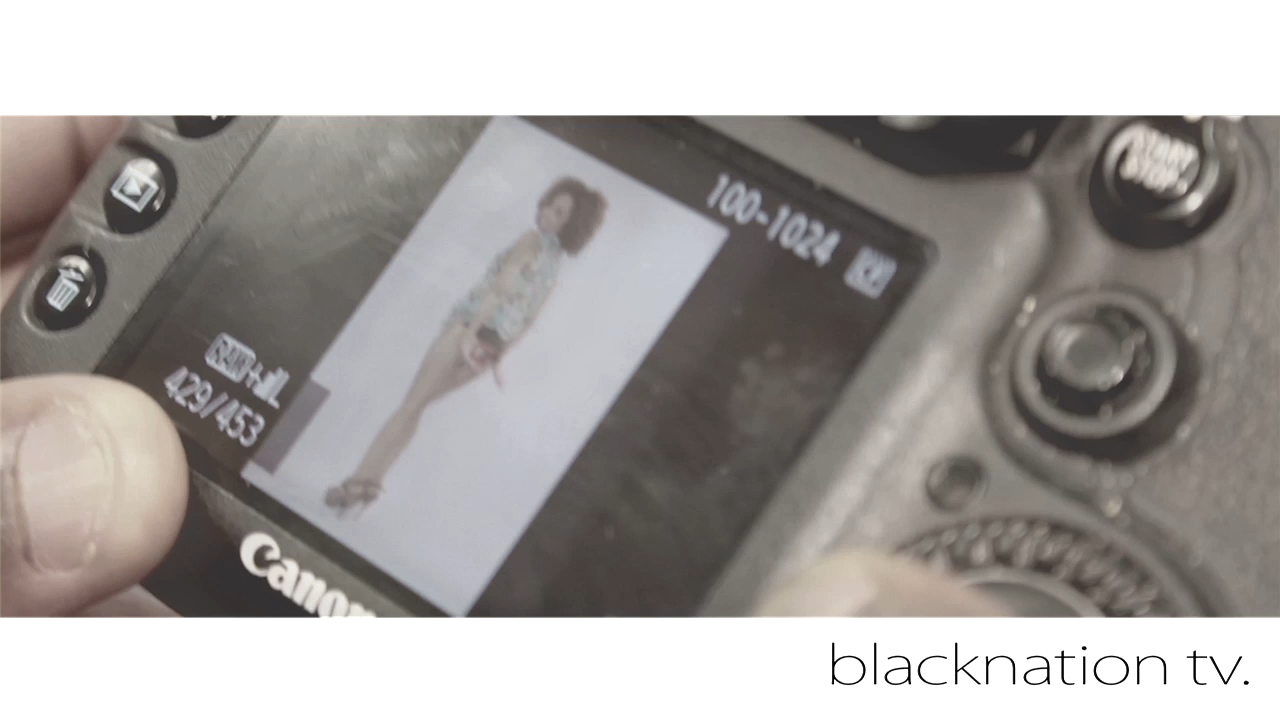 START
STOP
100-1024
RAW+L
429/453
Canon
blacknation tv.